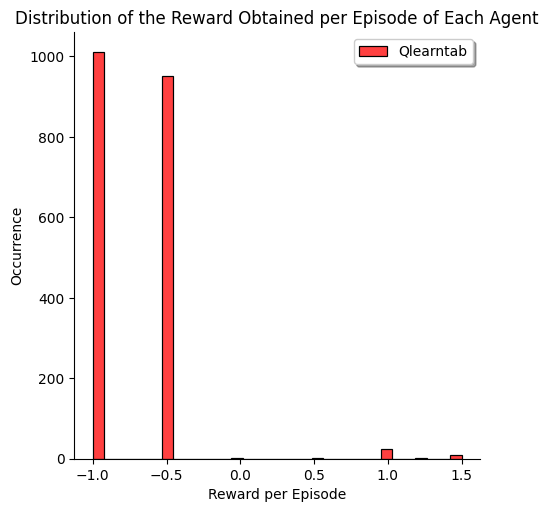 Distribution of the Reward Obtained per Episode of Each Agent
Qlearntab
1000
800
600
400
200
0
Occurrence
−1.0 −0.5 0.0 0.5 1.0 1.5
Reward per Episode